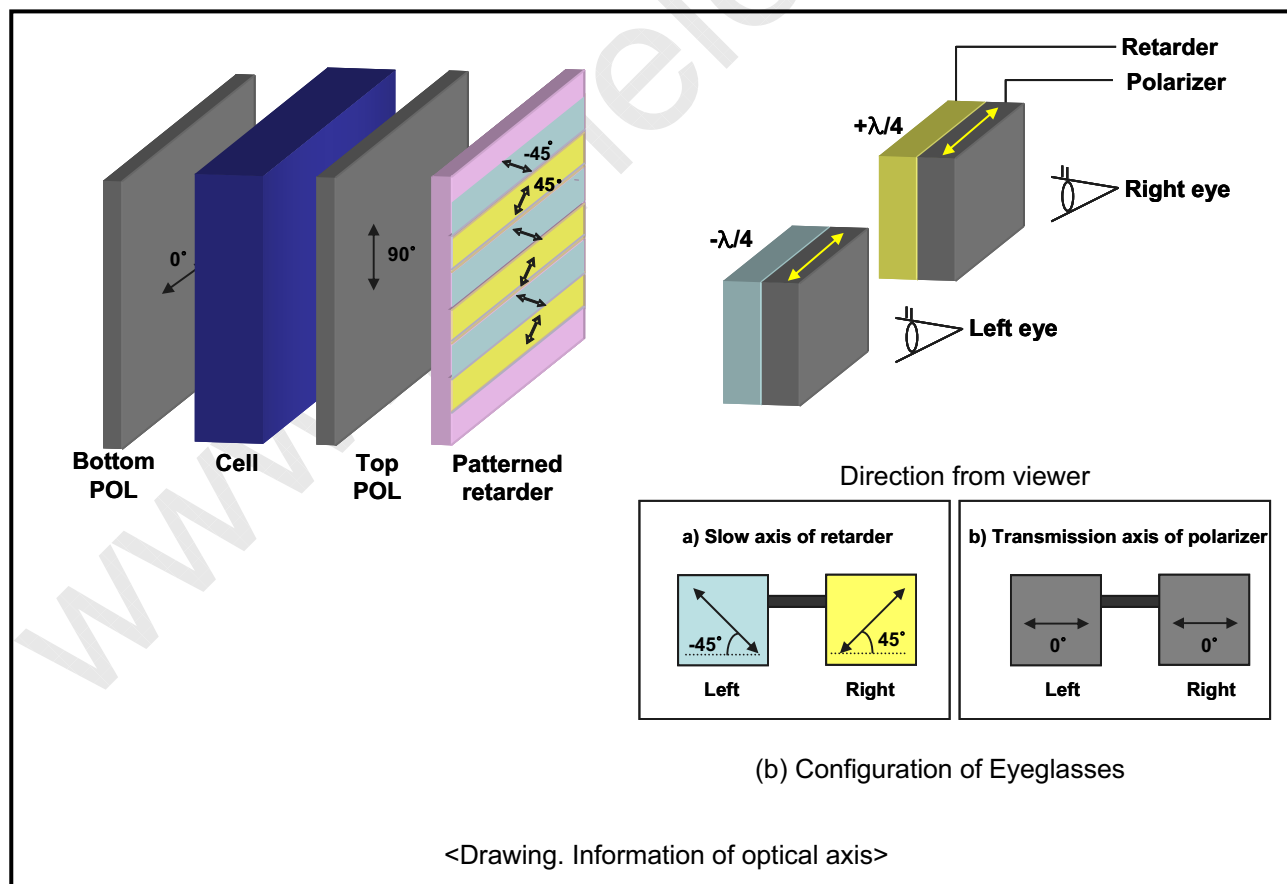 Retarder
Polarizer
+λ/4
-45°
45°
Right eye
-λ/4
0°
90°
Left eye
Bottom
POL
Cell
Top
POL
Patterned
retarder
Direction from viewer
a) Slow axis of retarder
-45°
45°
Left
Right
b) Transmission axis of polarizer
0°
0°
Left
Right
(b) Configuration of Eyeglasses
<Drawing. Information of optical axis>
www